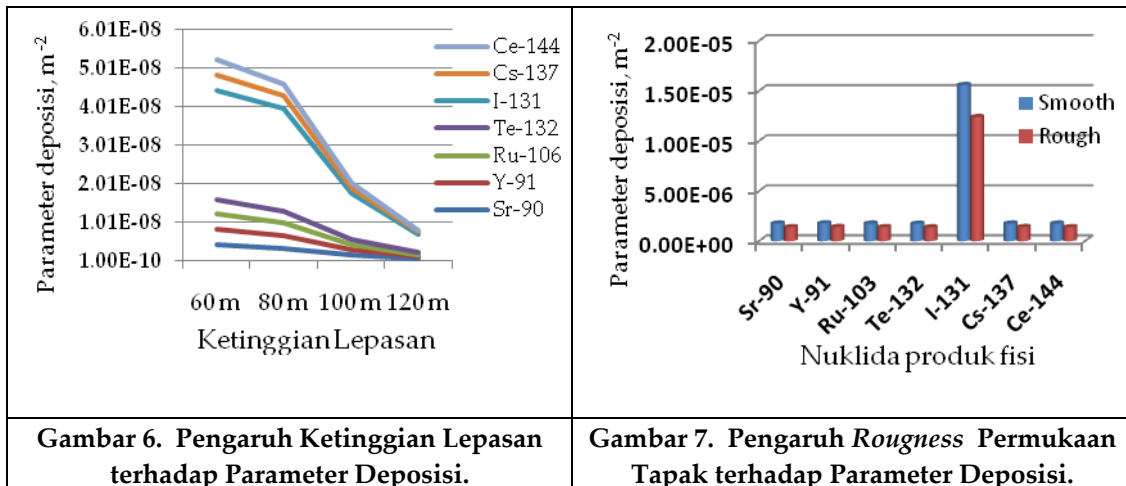 6.01E-08
5.01E-08
4.01E-08
3.01E-08
2.01E-08
1.01E-08
1.00E-10
Parameter deposisi, m-2
Ce-144
Cs-137
I-131
Te-132
Ru-106
Y-91
Sr-90
60 m 80 m 100 m 120 m
Ketinggian Lepasan
2.00E-05
1.50E-05
1.00E-05
5.00E-06
0.00E+00
Parameter deposisi, m-2
Smooth
Rough
Sr-90
Y-91
Ru-103
Te-132
I-131
Cs-137
Ce-144
Nuklida produk fisi
Gambar 6. Pengaruh Ketinggian Lepasan
terhadap Parameter Deposisi.
Gambar 7. Pengaruh Rougness Permukaan
Tapak terhadap Parameter Deposisi.